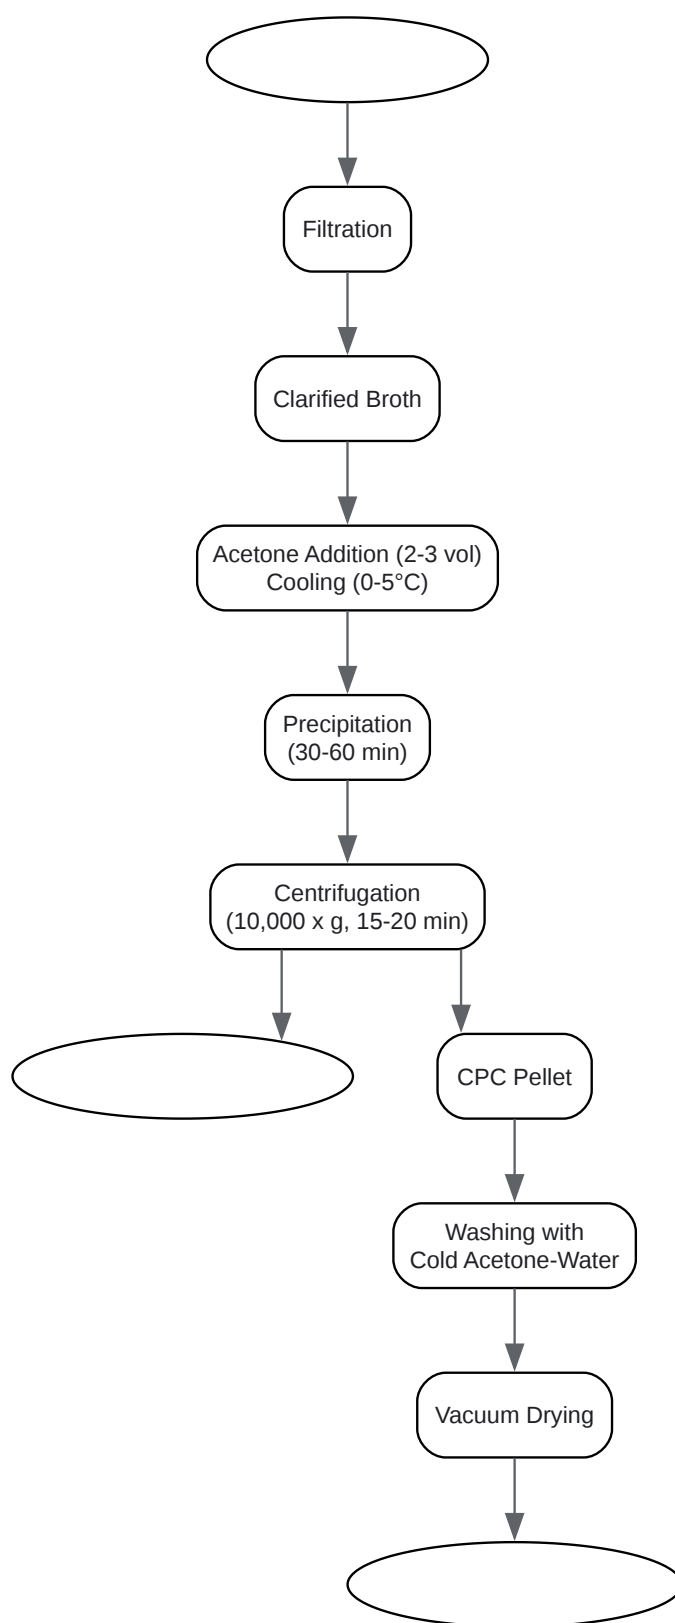 Filtration
Clarified Broth
Acetone Addition (2-3 vol)
Cooling (0-5°C)
Precipitation
(30-60 min)
Centrifugation
(10,000 x g, 15-20 min)
CPC Pellet
Washing with
Cold Acetone-Water
Vacuum Drying